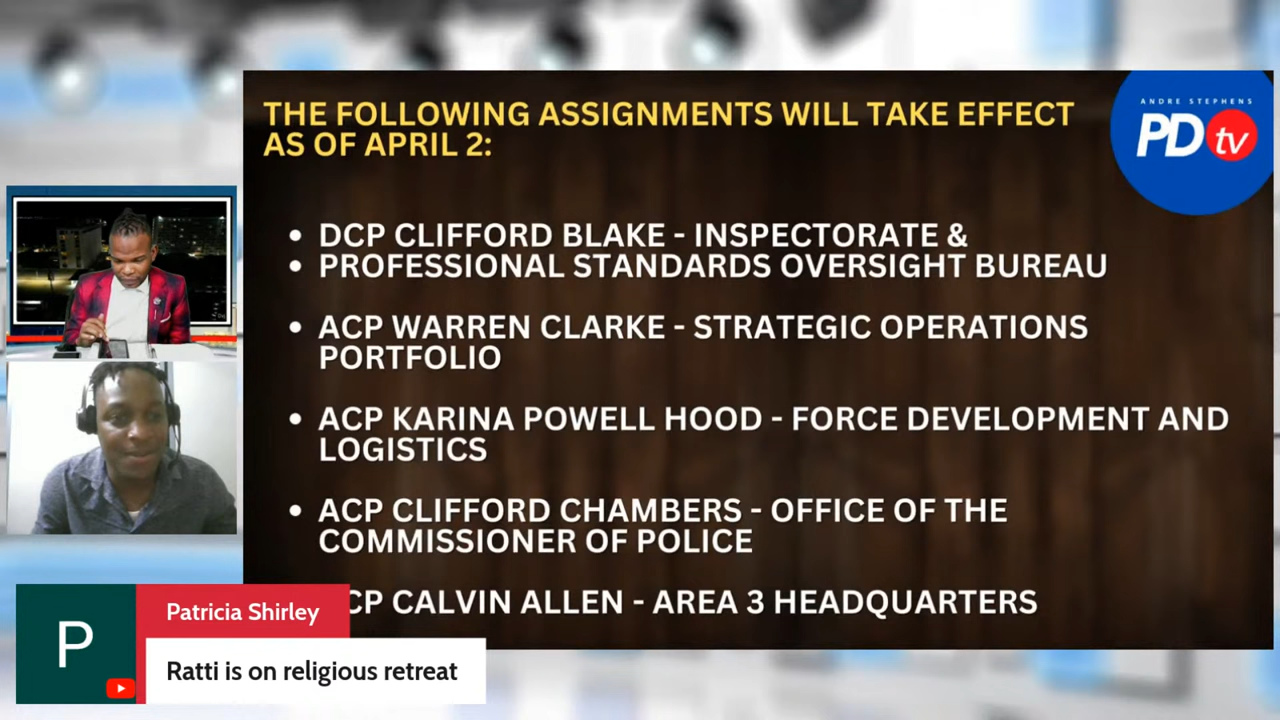 THE FOLLOWING ASSIGNMENTS WILL TAKE EFFECT
AS OF APRIL 2:
ANDRE STEPHENS
PD tv
• DCP CLIFFORD BLAKE - INSPECTORATE &
• PROFESSIONAL STANDARDS OVERSIGHT BUREAU
• ACP WARREN CLARKE - STRATEGIC OPERATIONS
PORTFOLIO
• ACP KARINA POWELL HOOD - FORCE DEVELOPMENT AND
LOGISTICS
• ACP CLIFFORD CHAMBERS - OFFICE OF THE
COMMISSIONER OF POLICE
CP CALVIN ALLEN - AREA 3 HEADQUARTERS
P
Patricia Shirley
Ratti is on religious retreat